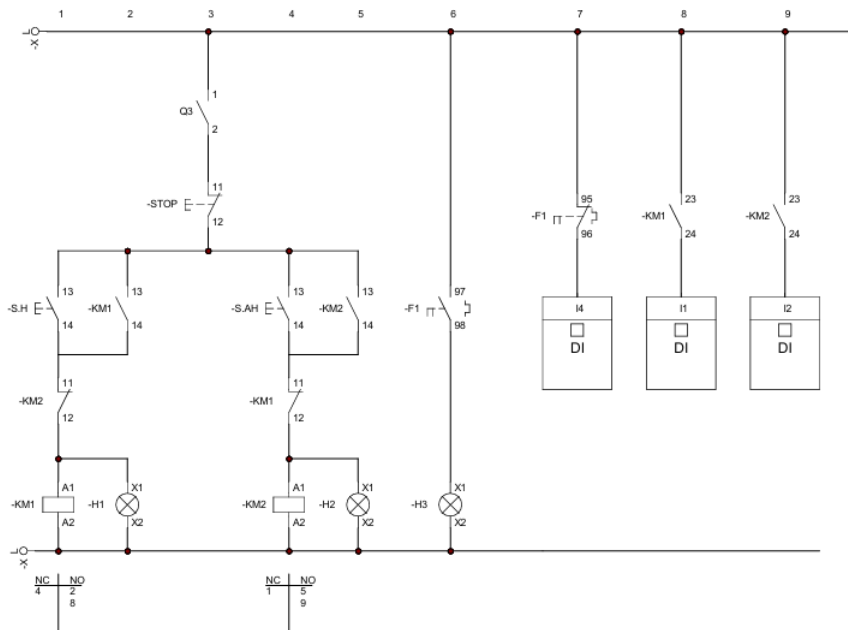 1 2 3 4 5 6 7 8 9
L
-X
1
Q3
2
11
-STOP
12
95
-F1
96
23
-KM1
24
23
-KM2
24
13
-S.H
14
13
-KM1
14
13
-S.AH
14
13
-KM2
14
97
-F1
98
I4
DI
I1
DI
I2
DI
11
-KM2
12
11
-KM1
12
A1
-KM1
A2
X1
-H1
X2
A1
-KM2
A2
X1
-H2
X2
X1
-H3
X2
L
-X
NC NO
4 2
8
NC NO
1 5
9